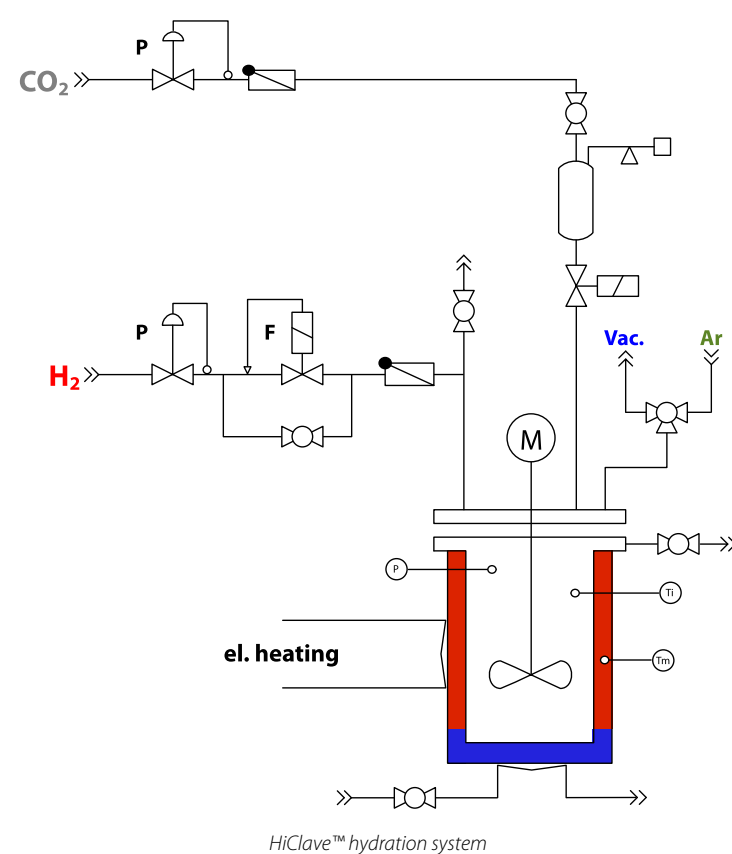 P
CO₂
P
F
H₂
Vac.
Ar
M
P
Ti
el. heating
Tm
HiClave™ hydration system